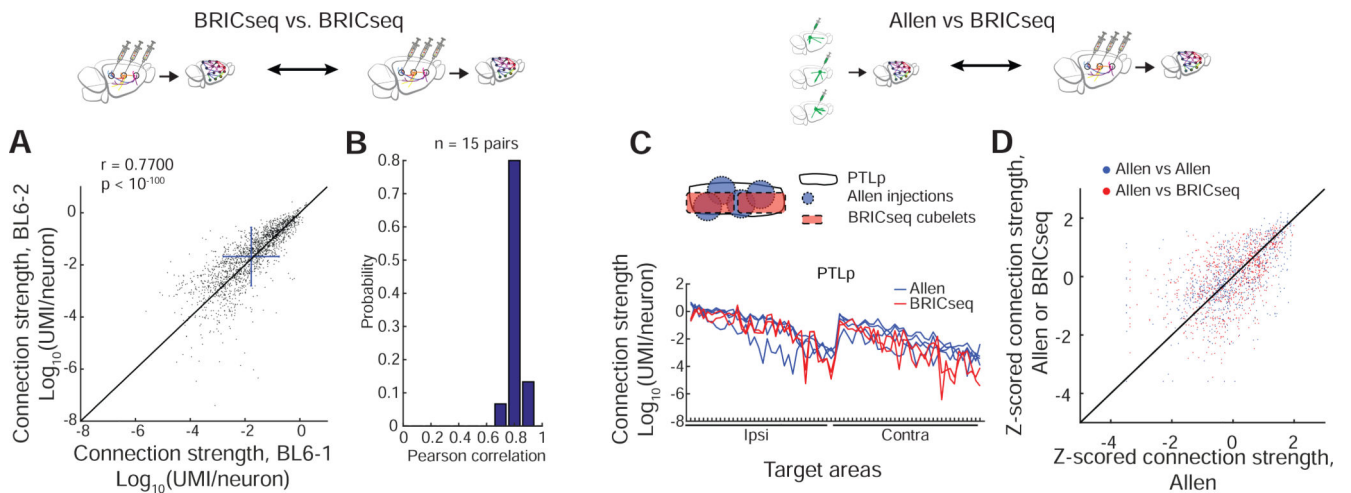 BRICseq vs. BRICseq
Allen vs BRICseq
A
r = 0.7700
p < 10^-100
Connection strength, BL6-2
Log10(UMI/neuron)
0
-2
-4
-6
-8
-8
-6
-4
-2
0
Connection strength, BL6-1
Log10(UMI/neuron)
B
n = 15 pairs
Probability
0.8
0.7
0.6
0.5
0.4
0.3
0.2
0.1
0
0
0.2
0.4
0.6
0.8
1
Pearson correlation
C
PTLp
Allen injections
BRICseq cubelets
PTLp
Allen
BRICseq
Connection strength
Log10(UMI/neuron)
2
0
-2
-4
-6
-8
Ipsi
Contra
Target areas
D
Allen vs Allen
Allen vs BRICseq
Z-scored connection strength,
Allen or BRICseq
2
0
-2
-4
-4
-2
0
2
Z-scored connection strength,
Allen